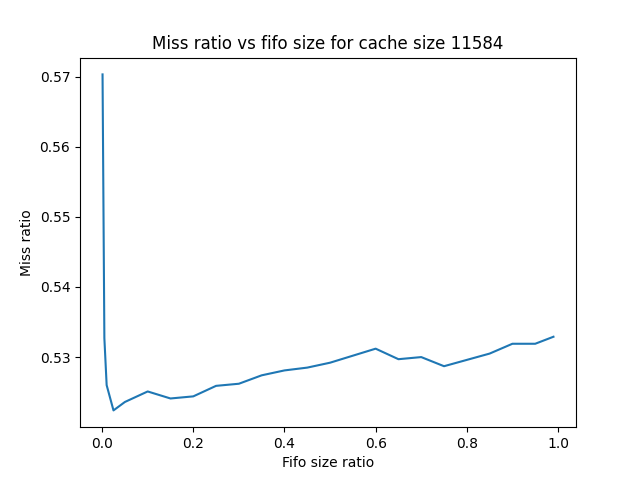 Miss ratio vs fifo size for cache size 11584
0.57
0.56
0.55
0.54
0.53
Miss ratio
0.0 0.2 0.4 0.6 0.8 1.0
Fifo size ratio